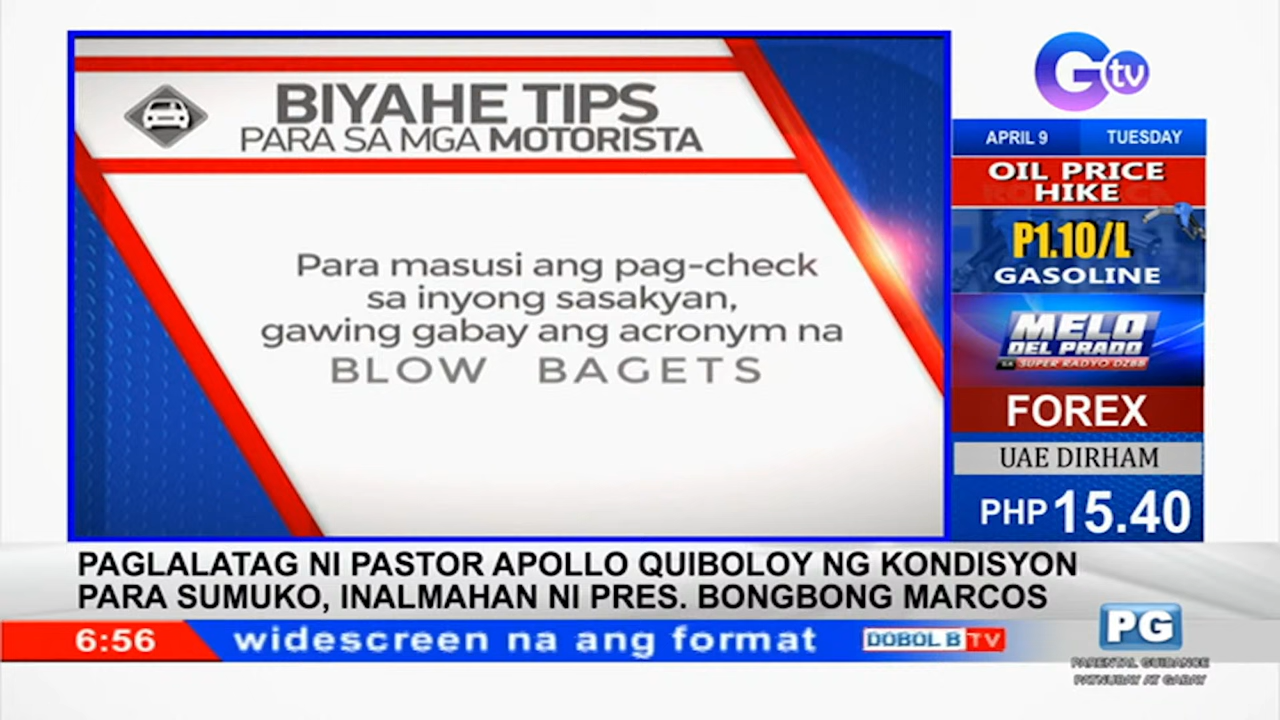 BIYAHE TIPS
PARA SA MGA MOTORISTA
Para masusi ang pag-check
sa inyong sasakyan,
gawing gabay ang acronym na
BLOW BAGETS
Gtv
APRIL 9 TUESDAY
OIL PRICE
HIKE
P1.10/L
GASOLINE
MELO
DEL PRADO
SA SUPER RADYO DZBB
FOREX
UAE DIRHAM
PHP 15.40
PAGLALATAG NI PASTOR APOLLO QUIBOLOY NG KONDISYON
PARA SUMUKO, INALMAHAN NI PRES. BONGBONG MARCOS
6:56 widescreen na ang format DOBOL B TV
PG
PARENTAL GUIDANCE
PATNUBAY AT GABAY